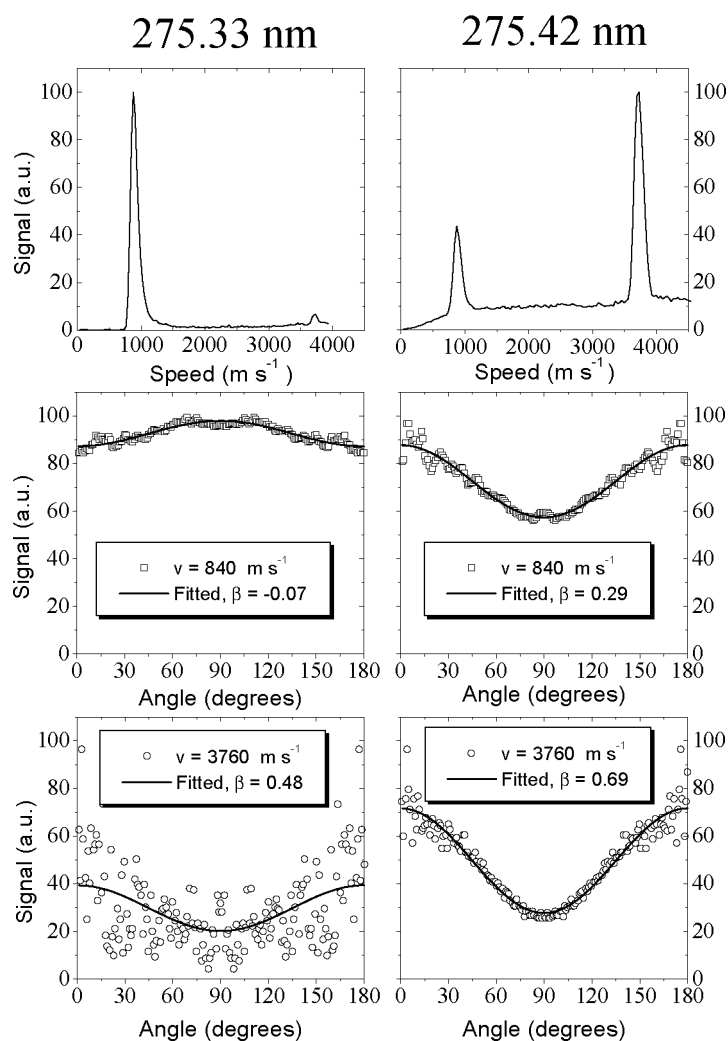 275.33 nm
275.42 nm
100
80
60
40
20
0
Signal (a.u.)
0 1000 2000 3000 4000
Speed (m s⁻¹ )
100
80
60
40
20
0
0 1000 2000 3000 4000
Speed (m s⁻¹)
100
80
60
40
20
0
Signal (a.u.)
v = 840 m s⁻¹
Fitted, β = -0.07
0 30 60 90 120 150 180
Angle (degrees)
100
80
60
40
20
0
v = 840 m s⁻¹
Fitted, β = 0.29
0 30 60 90 120 150 180
Angle (degrees)
100
80
60
40
20
0
Signal (a.u.)
v = 3760 m s⁻¹
Fitted, β = 0.48
0 30 60 90 120 150 180
Angle (degrees)
100
80
60
40
20
0
v = 3760 m s⁻¹
Fitted, β = 0.69
0 30 60 90 120 150 180
Angle (degrees)